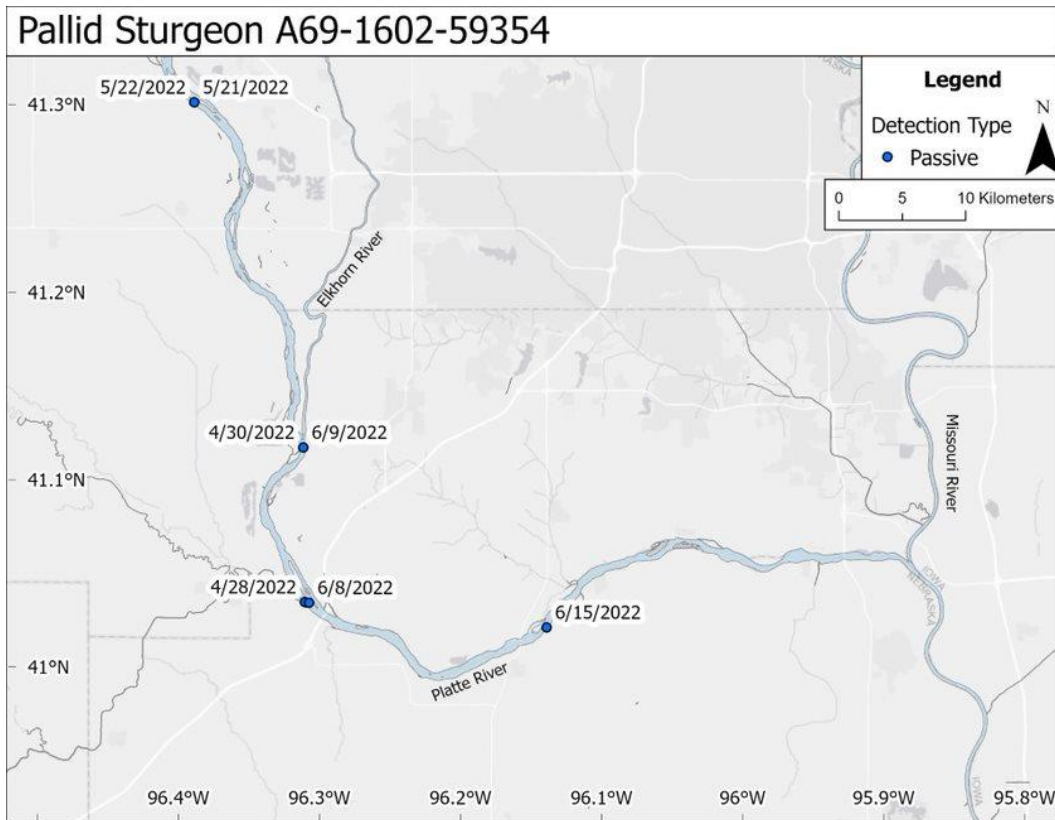 Pallid Sturgeon A69-1602-59354
Legend
Detection Type
Passive
N
0 5 10 Kilometers
5/22/2022 5/21/2022
41.3°N
Elkhorn River
41.2°N
4/30/2022 6/9/2022
41.1°N
Missouri River
4/28/2022 6/8/2022
IOWA
NEBRASKA
6/15/2022
41°N
Platte River
IOWA
96.4°W 96.3°W 96.2°W 96.1°W 96°W 95.9°W 95.8°W